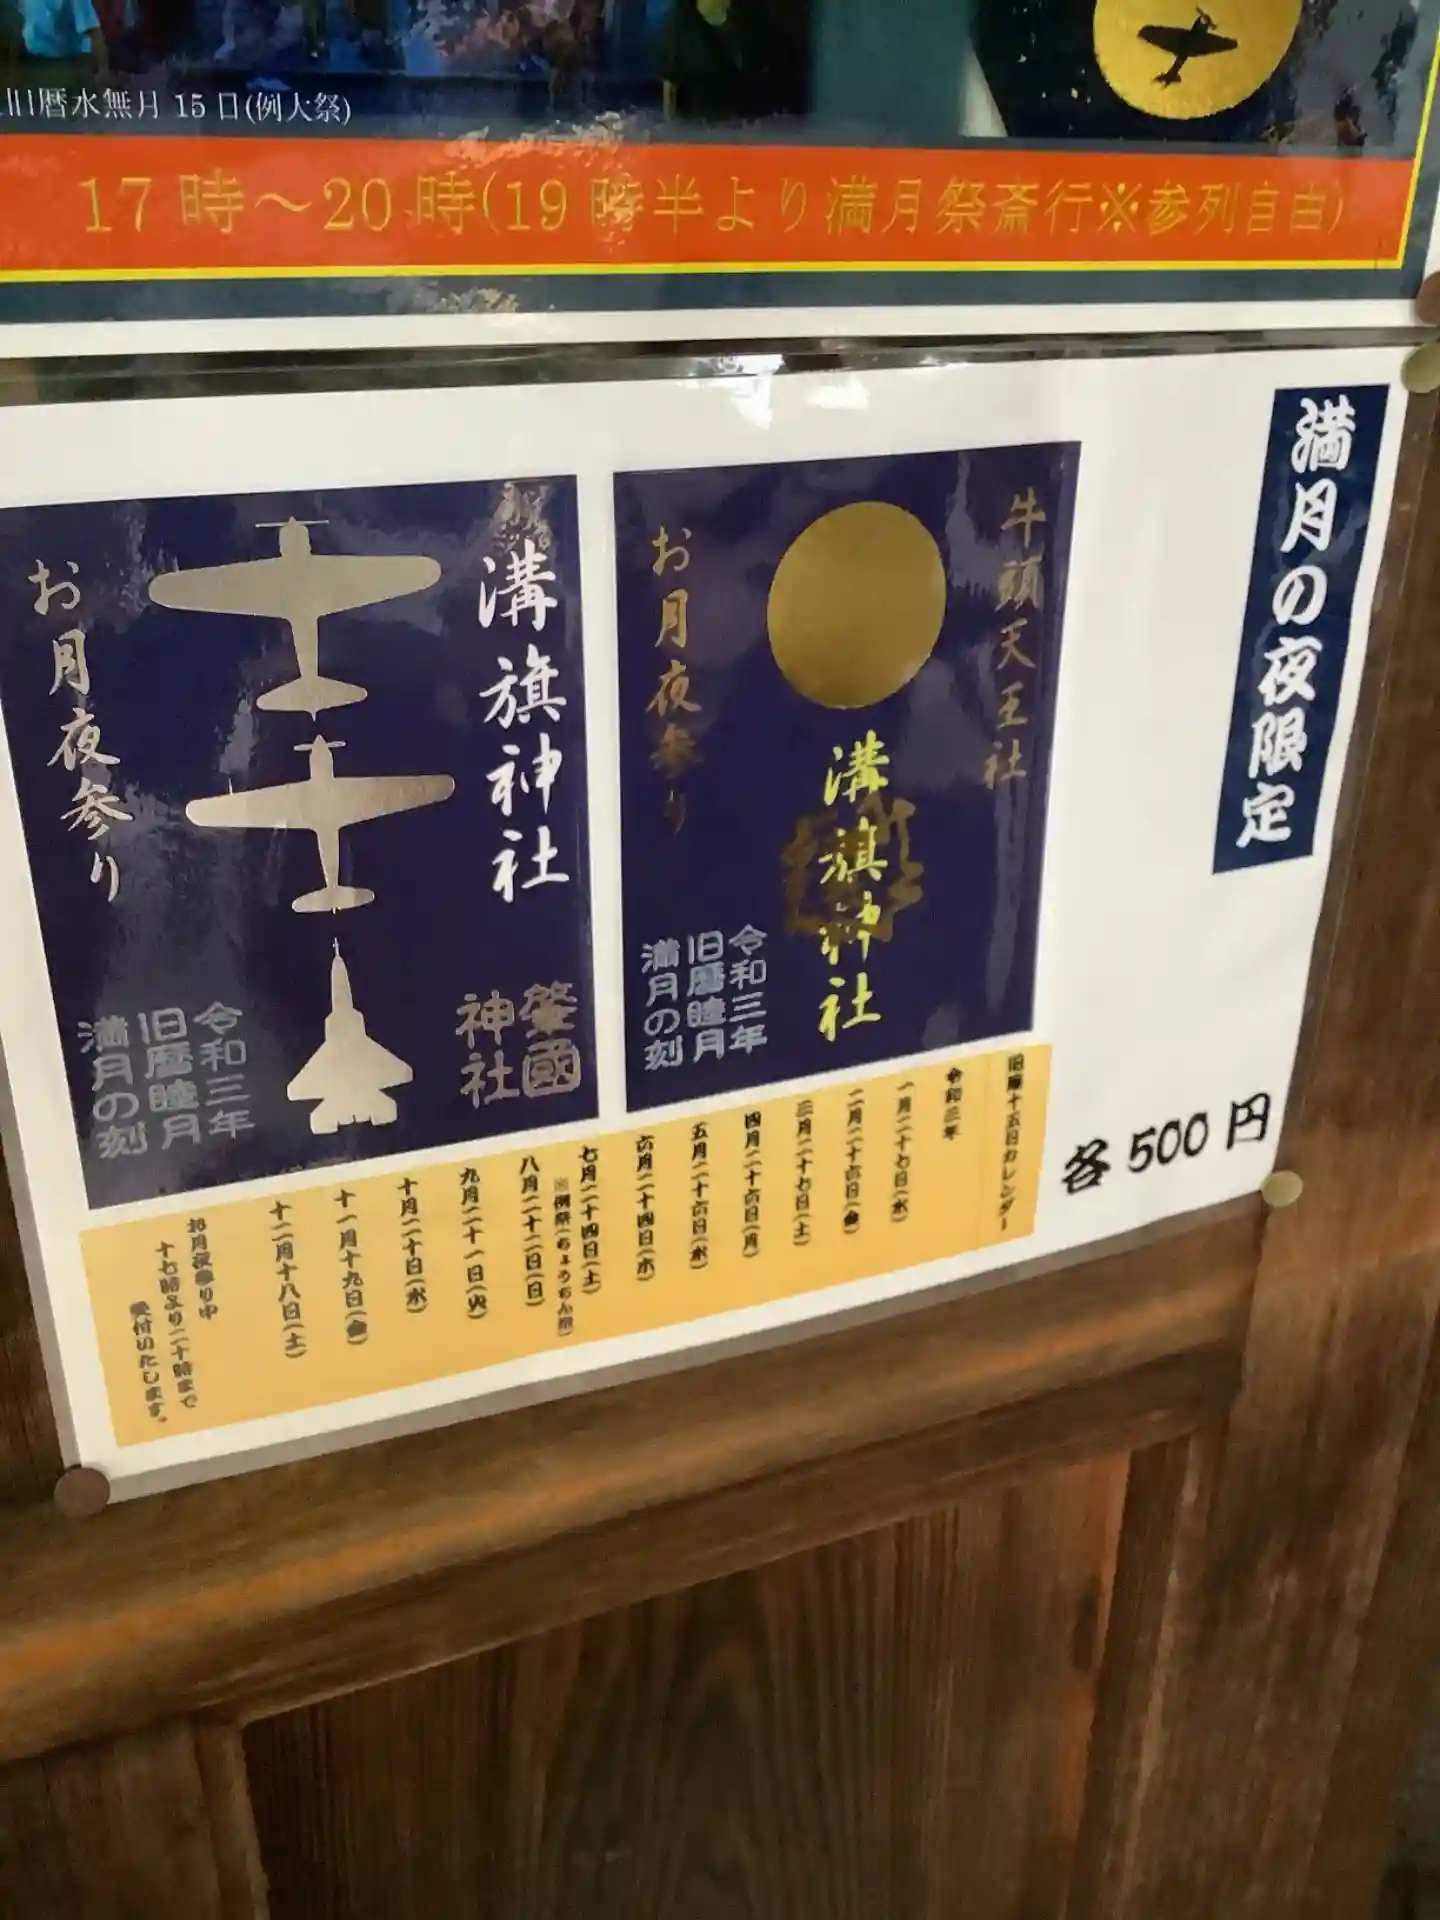 旧暦水無月 15 日(例大祭)
17 時～20 時(19 時半より満月祭斎行※参列自由)
満月の夜限定
各 500 円
牛頭天王社
溝旗神社
お月夜参り
令和三年
旧暦睦月
満月の刻
溝旗神社
肇國
神社
お月夜参り
令和三年
旧暦睦月
満月の刻
旧暦十五日カレンダー
令和三年
一月二十七日(水)
二月二十六日(金)
三月二十七日(土)
四月二十六日(月)
五月二十六日(水)
六月二十四日(木)
七月二十四日(土)
※例祭(ちょうちん祭)
八月二十二日(日)
九月二十一日(火)
十月二十日(水)
十一月十九日(金)
十二月十八日(土)
お月夜参り中
十七時より二十時まで
受付いたします。